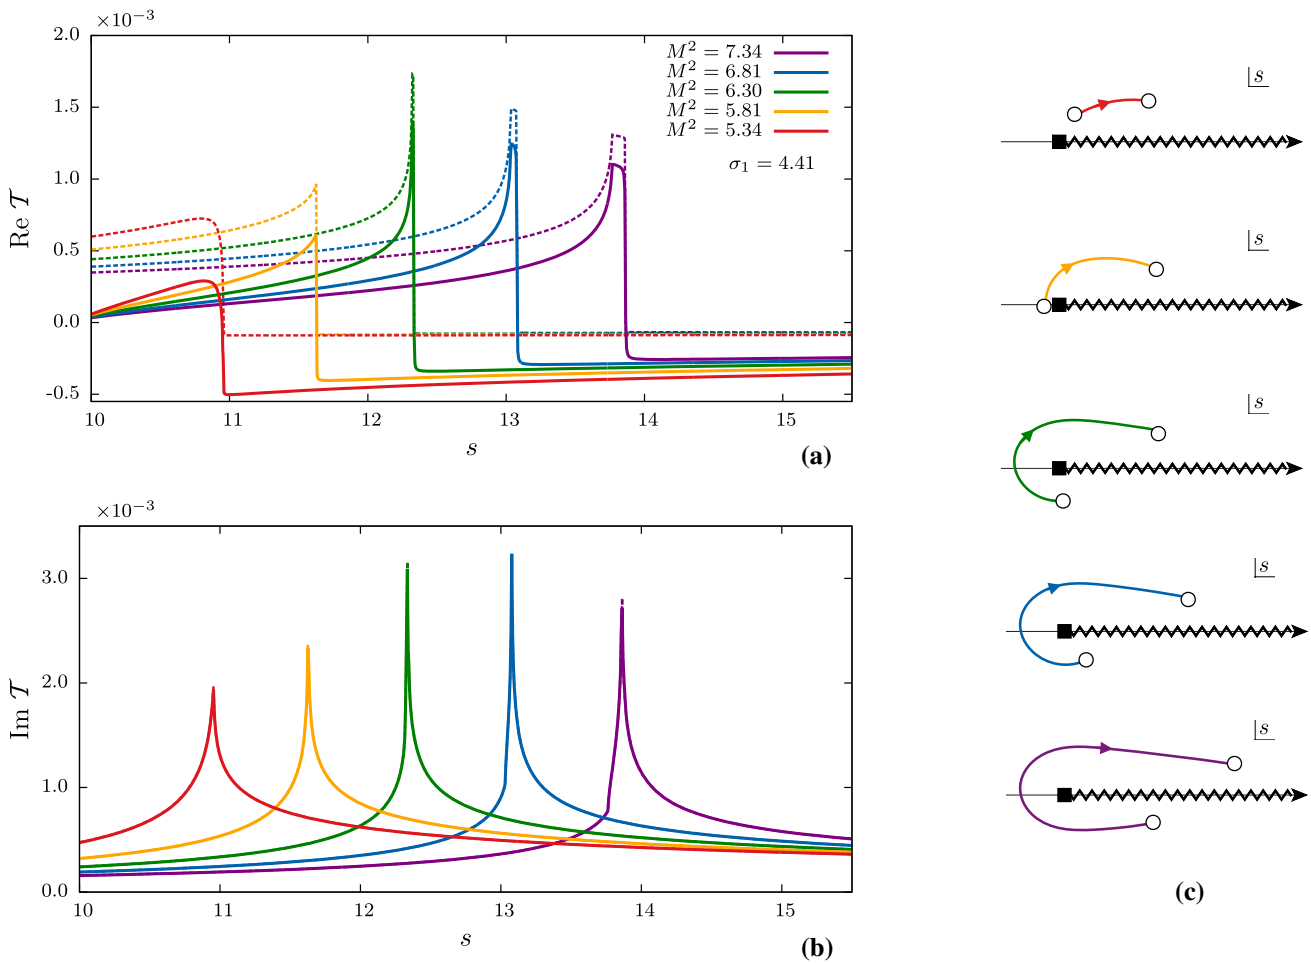 ×10⁻³
2.0
1.5
1.0
0.5
0.0
-0.5
Re 𝒯
M² = 7.34
M² = 6.81
M² = 6.30
M² = 5.81
M² = 5.34
σ₁ = 4.41
10 11 12 13 14 15
s
(a)
×10⁻³
3.0
2.0
1.0
0.0
Im 𝒯
10 11 12 13 14 15
s
(b)
s
s
s
s
s
(c)